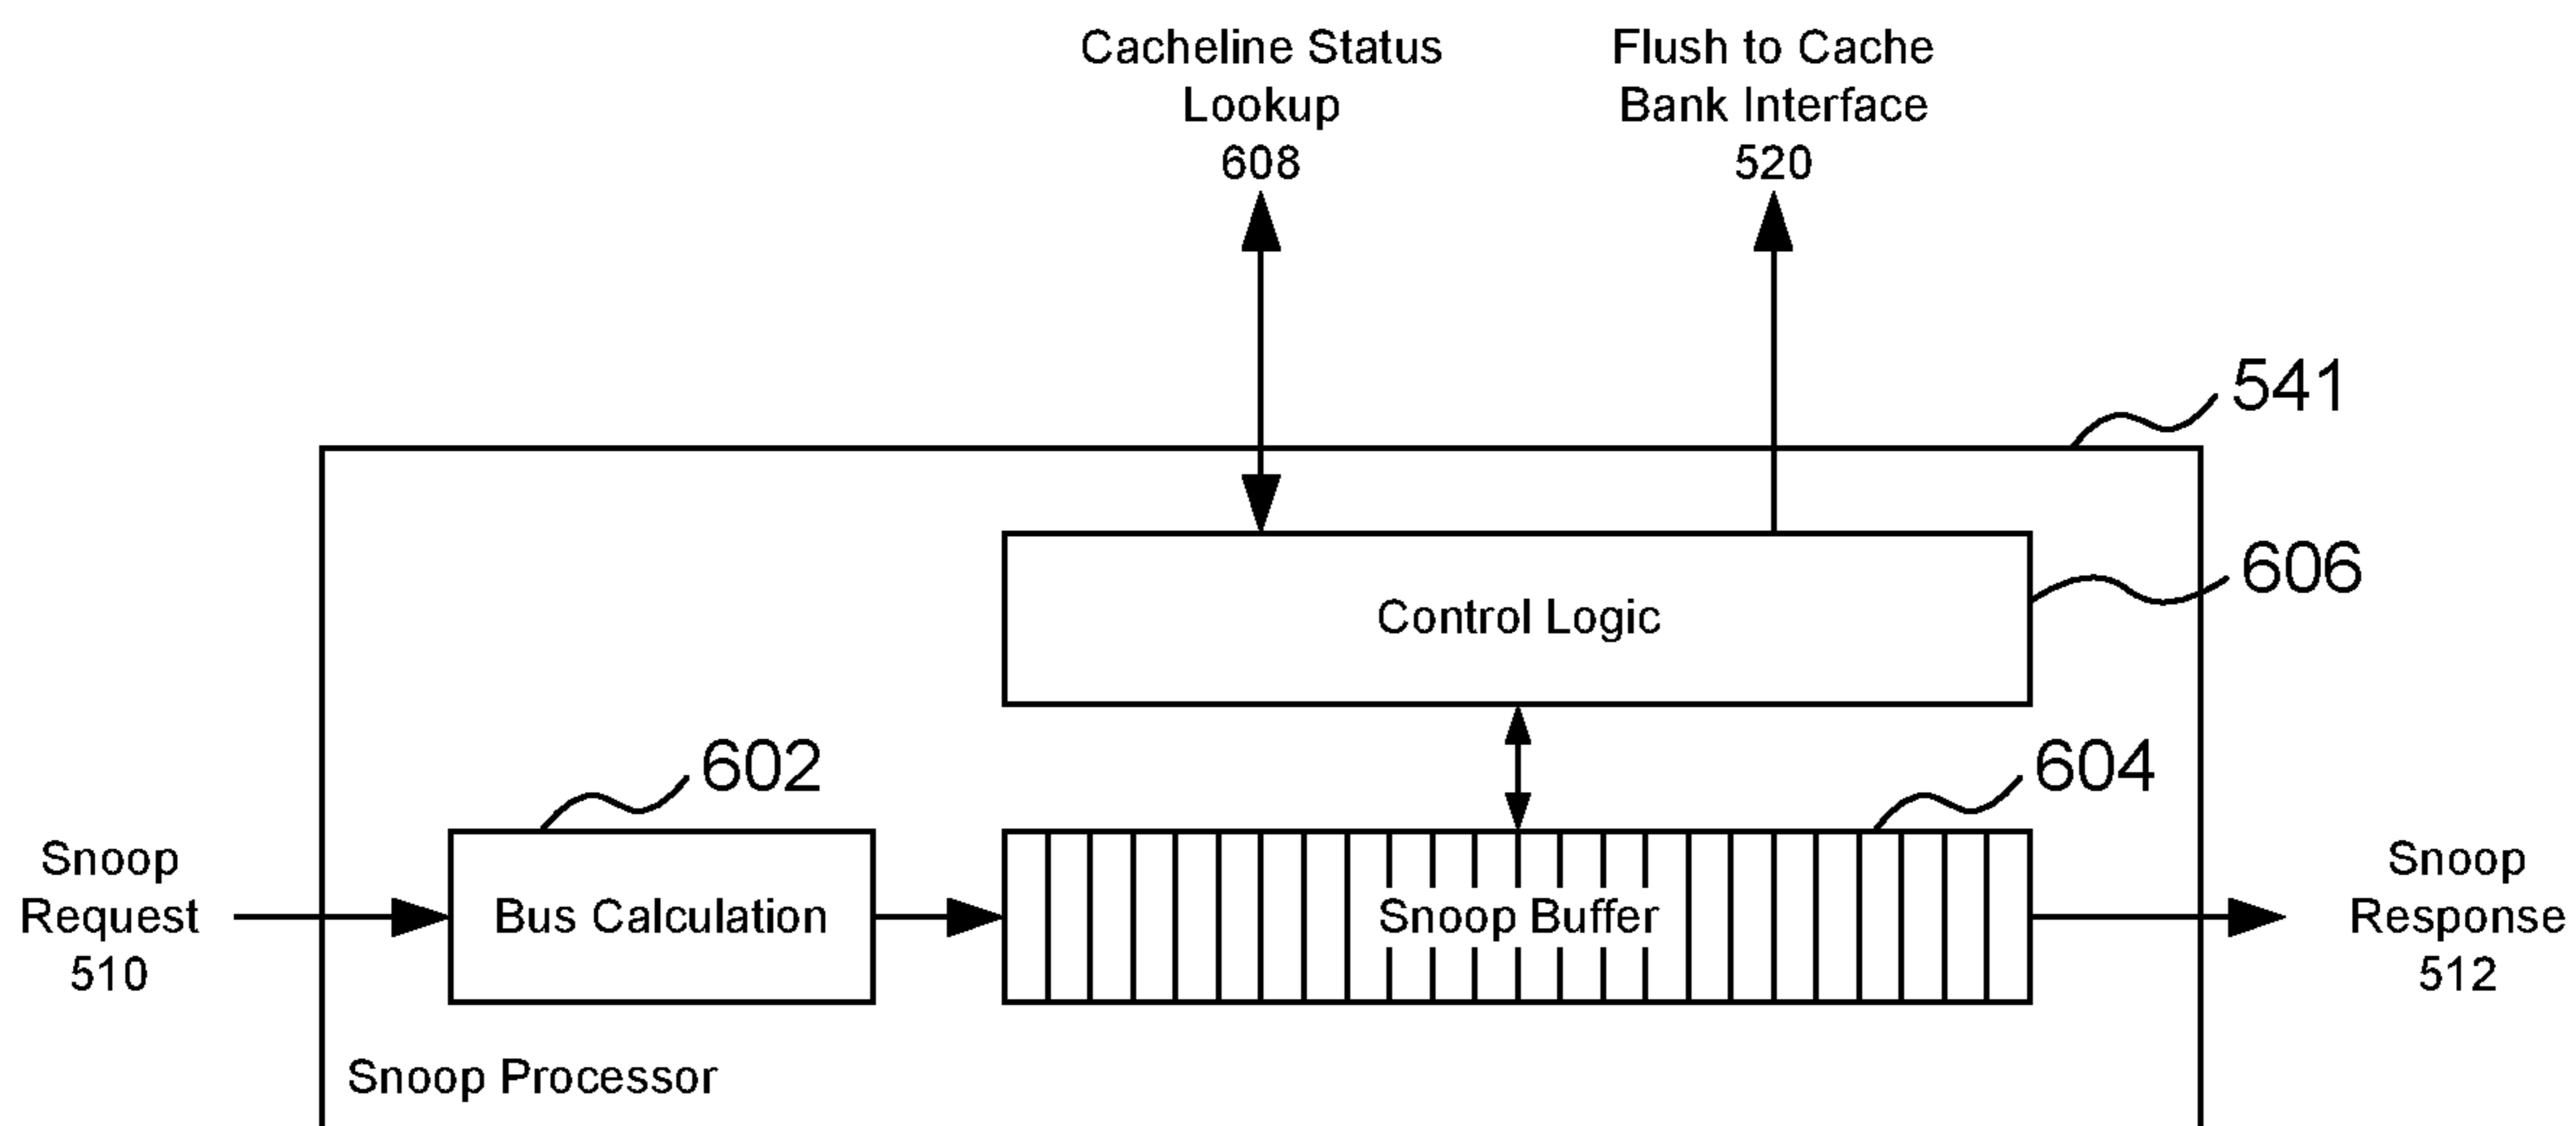 Cacheline Status
Lookup
608
Flush to Cache
Bank Interface
520
541
Control Logic
606
602
604
Snoop
Request
510
Bus Calculation
Snoop Buffer
Snoop
Response
512
Snoop Processor